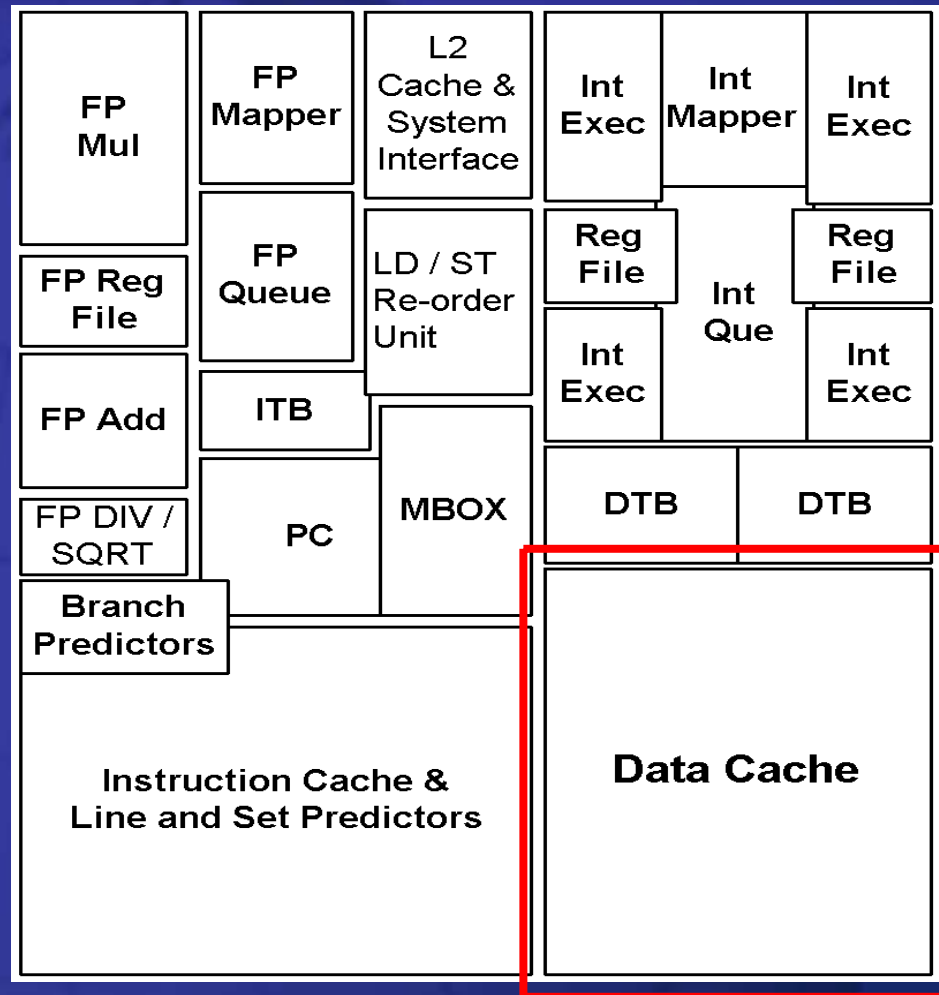 FP
Mul
FP
Mapper
L2
Cache &
System
Interface
Int
Exec
Int
Mapper
Int
Exec
FP Reg
File
FP
Queue
LD / ST
Re-order
Unit
Reg
File
Int
Que
Reg
File
FP Add
ITB
Int
Exec
Int
Exec
FP DIV /
SQRT
PC
MBOX
DTB
DTB
Branch
Predictors
Instruction Cache &
Line and Set Predictors
Data Cache